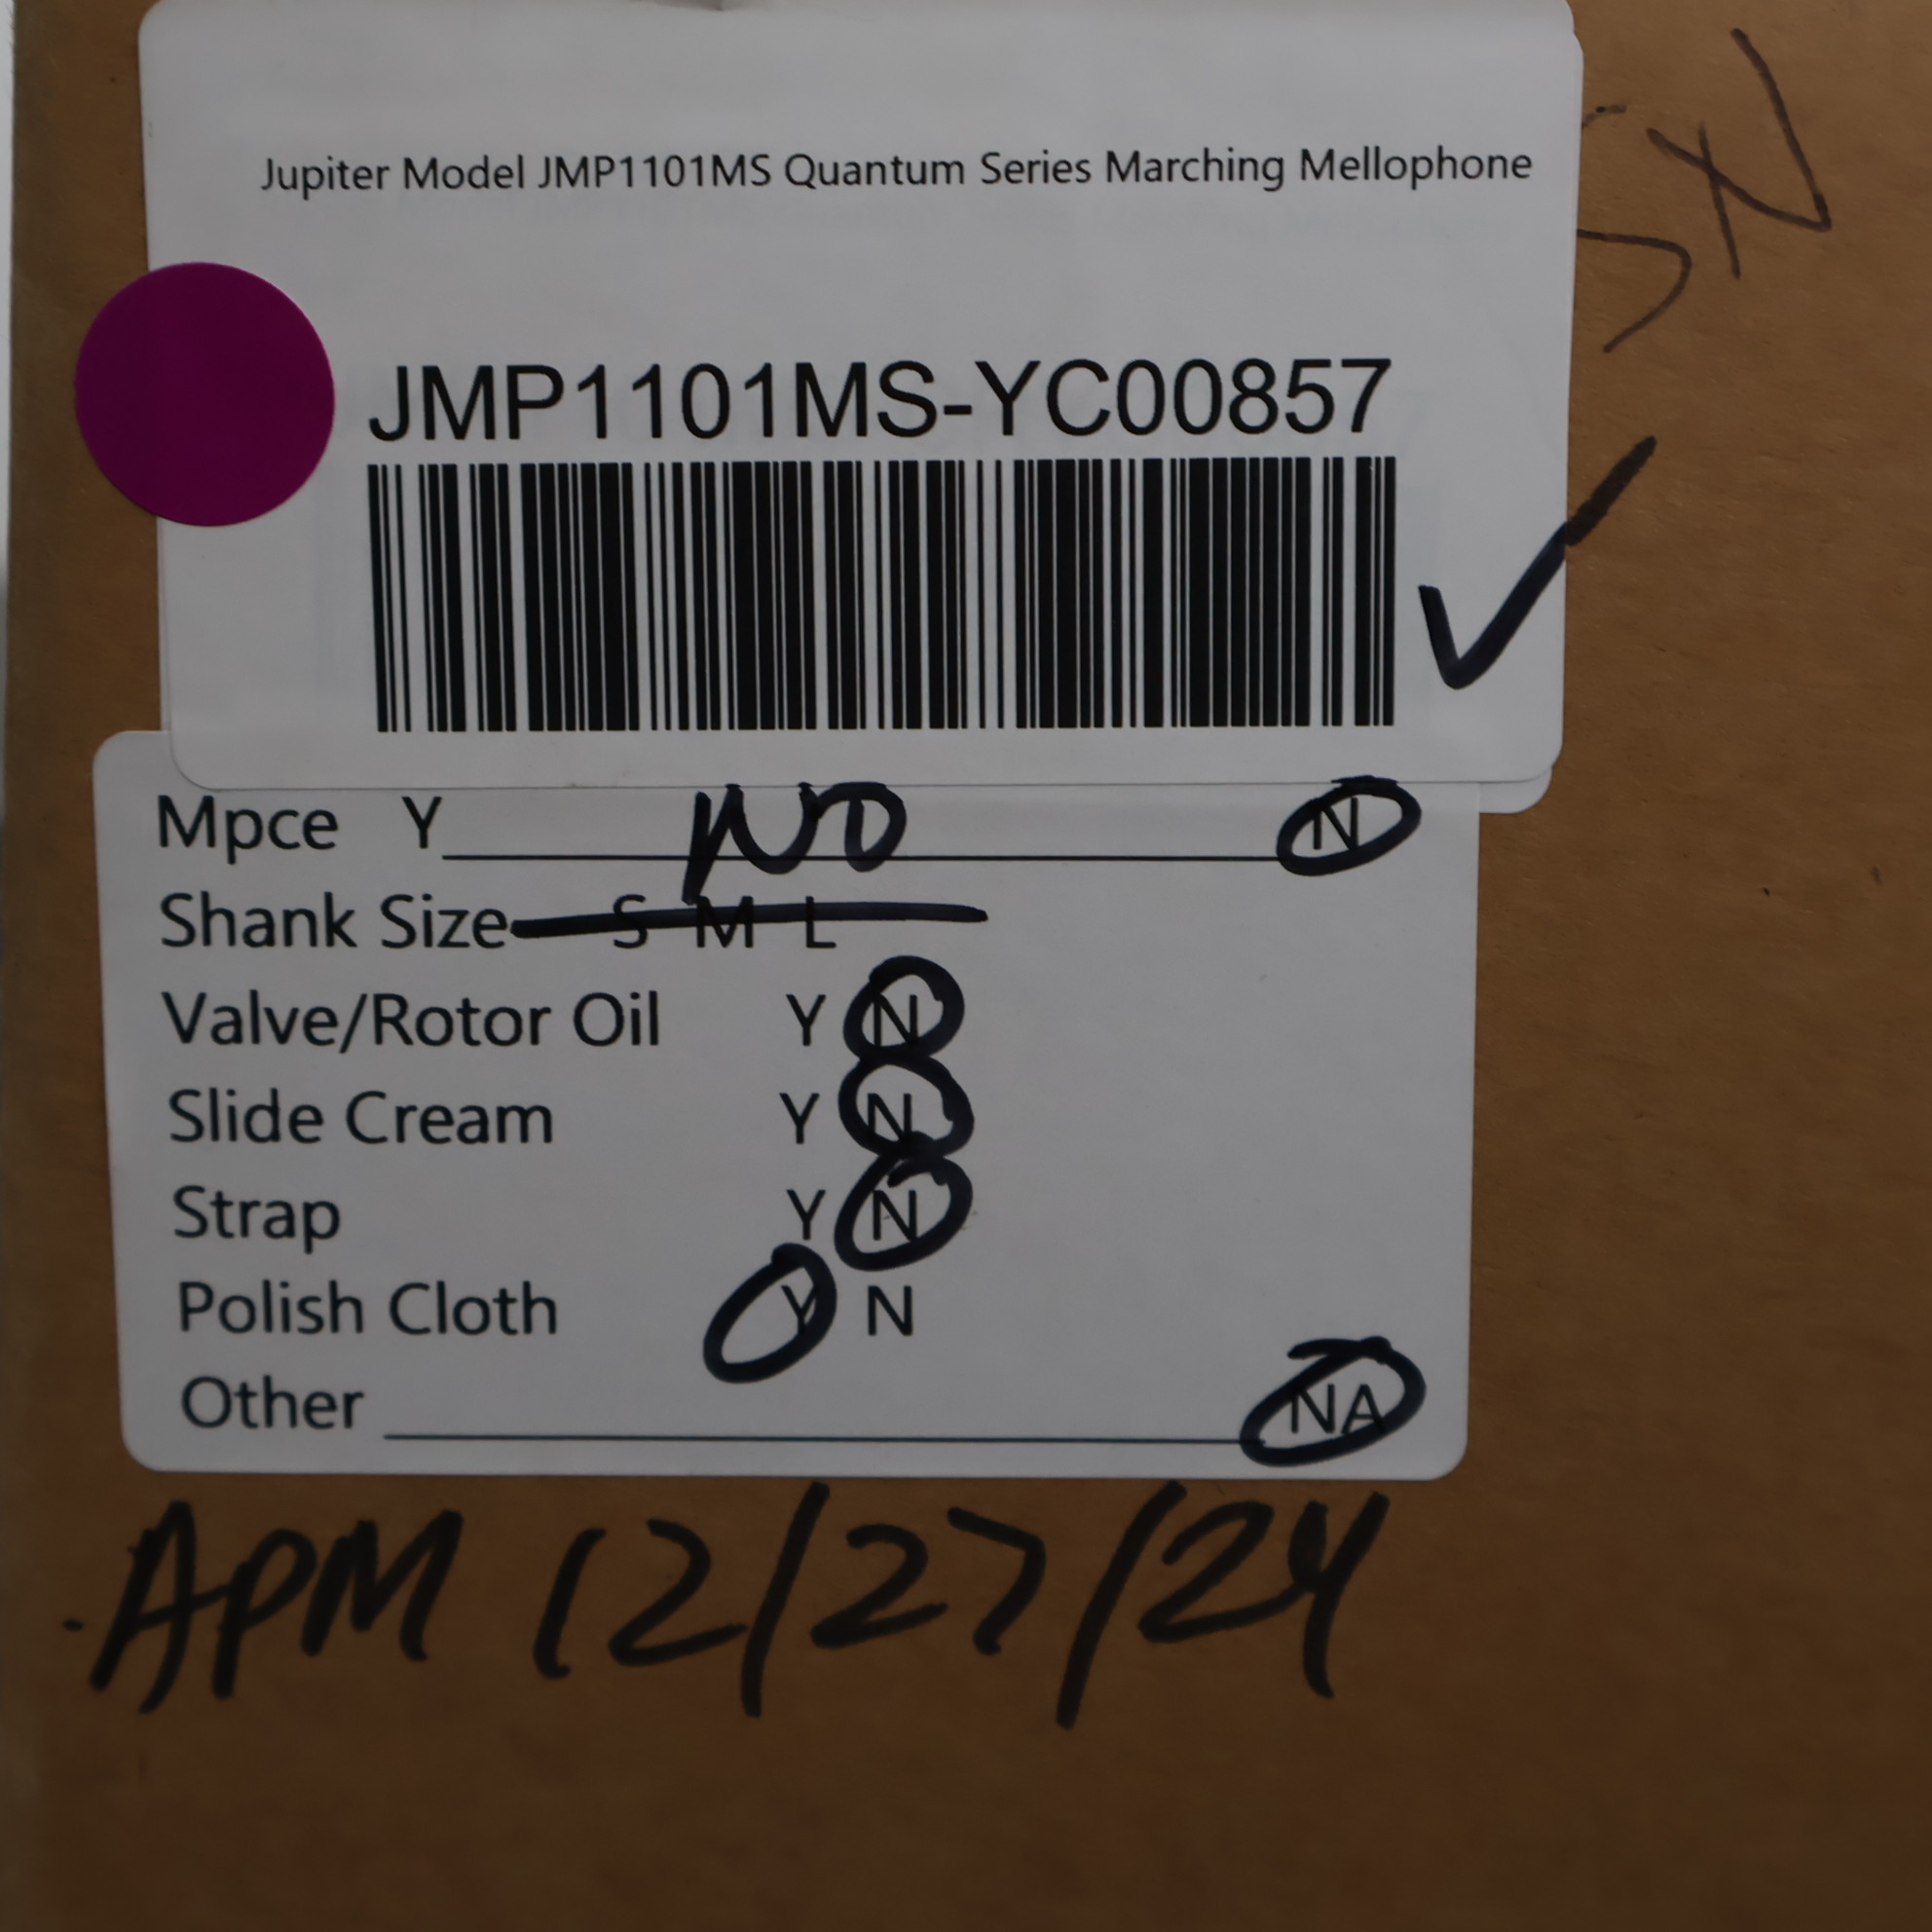 Jupiter Model JMP1101MS Quantum Series Marching Mellophone
JMP1101MS-YC00857
Mpce Y NO N
Shank Size S M L
Valve/Rotor Oil Y N
Slide Cream Y N
Strap Y N
Polish Cloth Y N
Other NA
APM 12/27/24